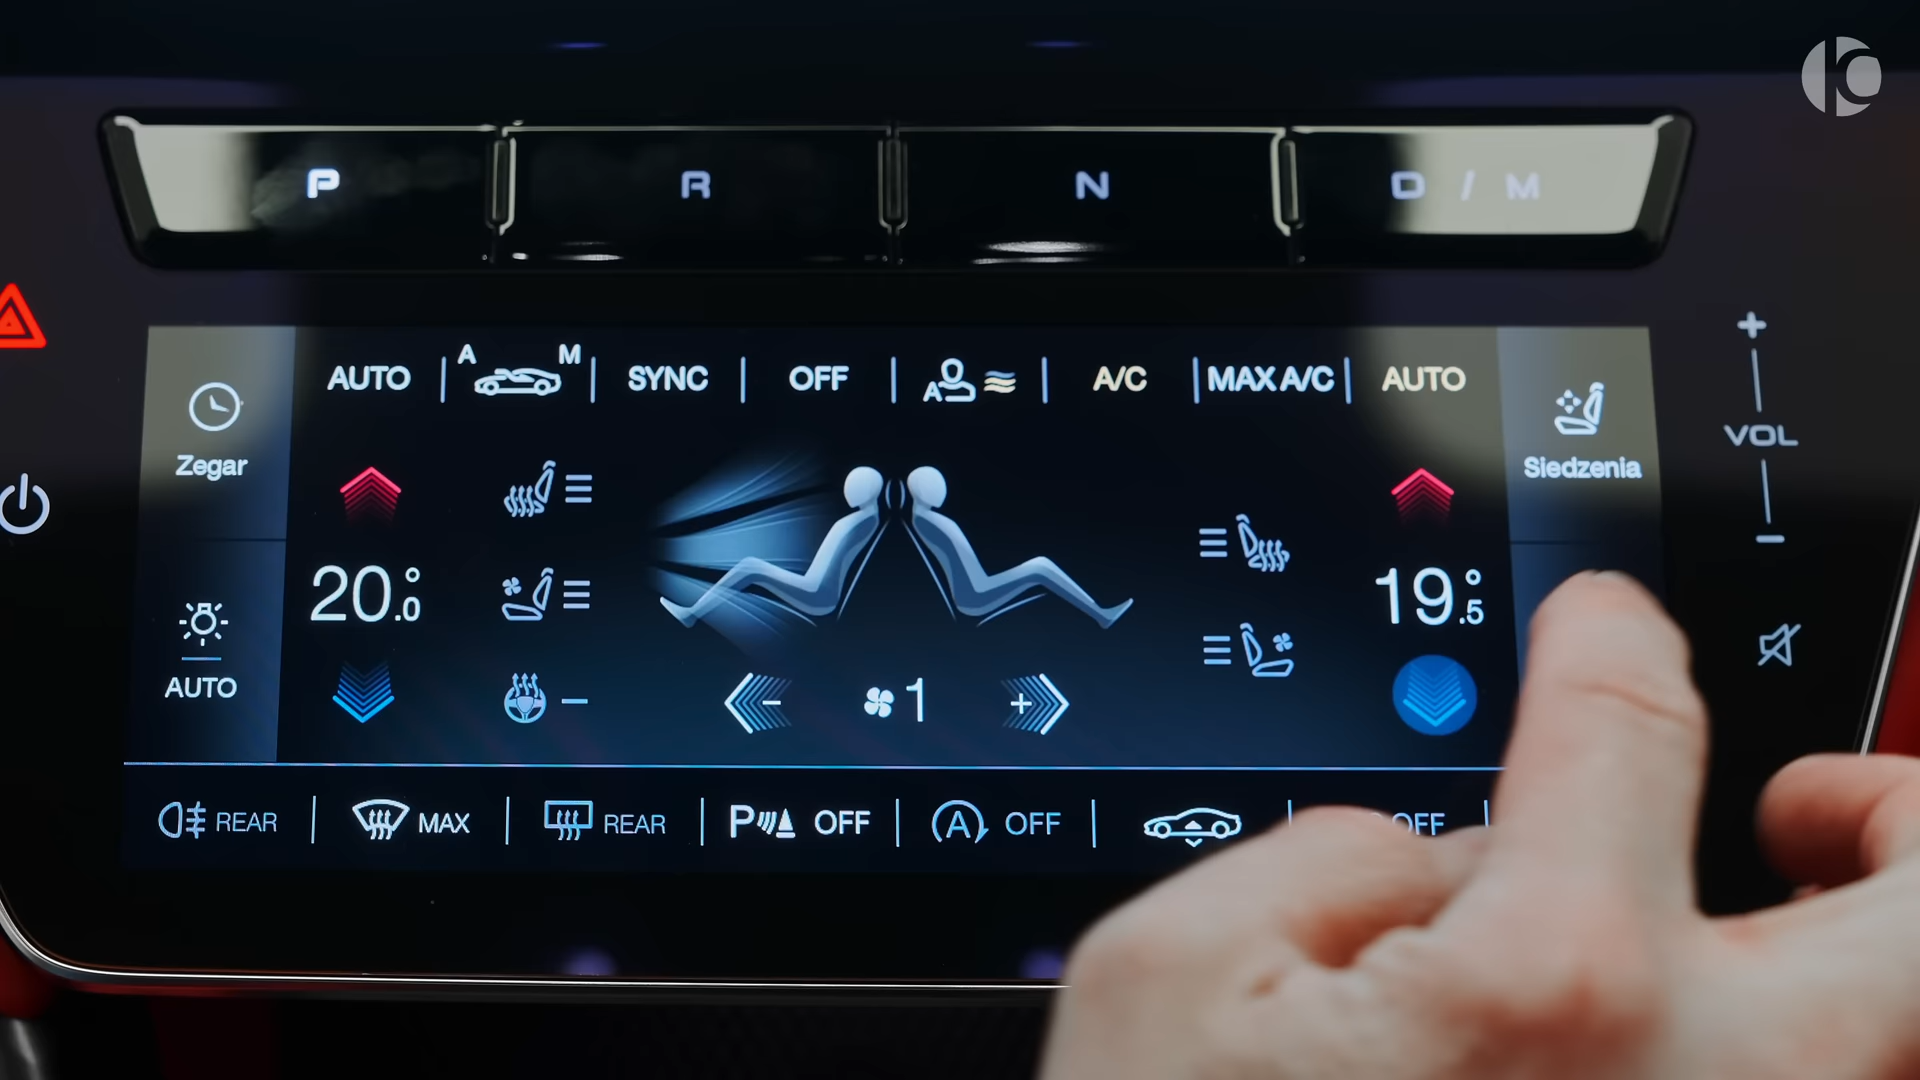 P R N D / M
AUTO A M SYNC OFF A A/C MAX A/C AUTO
Zegar
Siedzenia
+
VOL
-
20.0° 19.5°
AUTO
- 1 +
REAR MAX REAR P OFF A OFF OFF